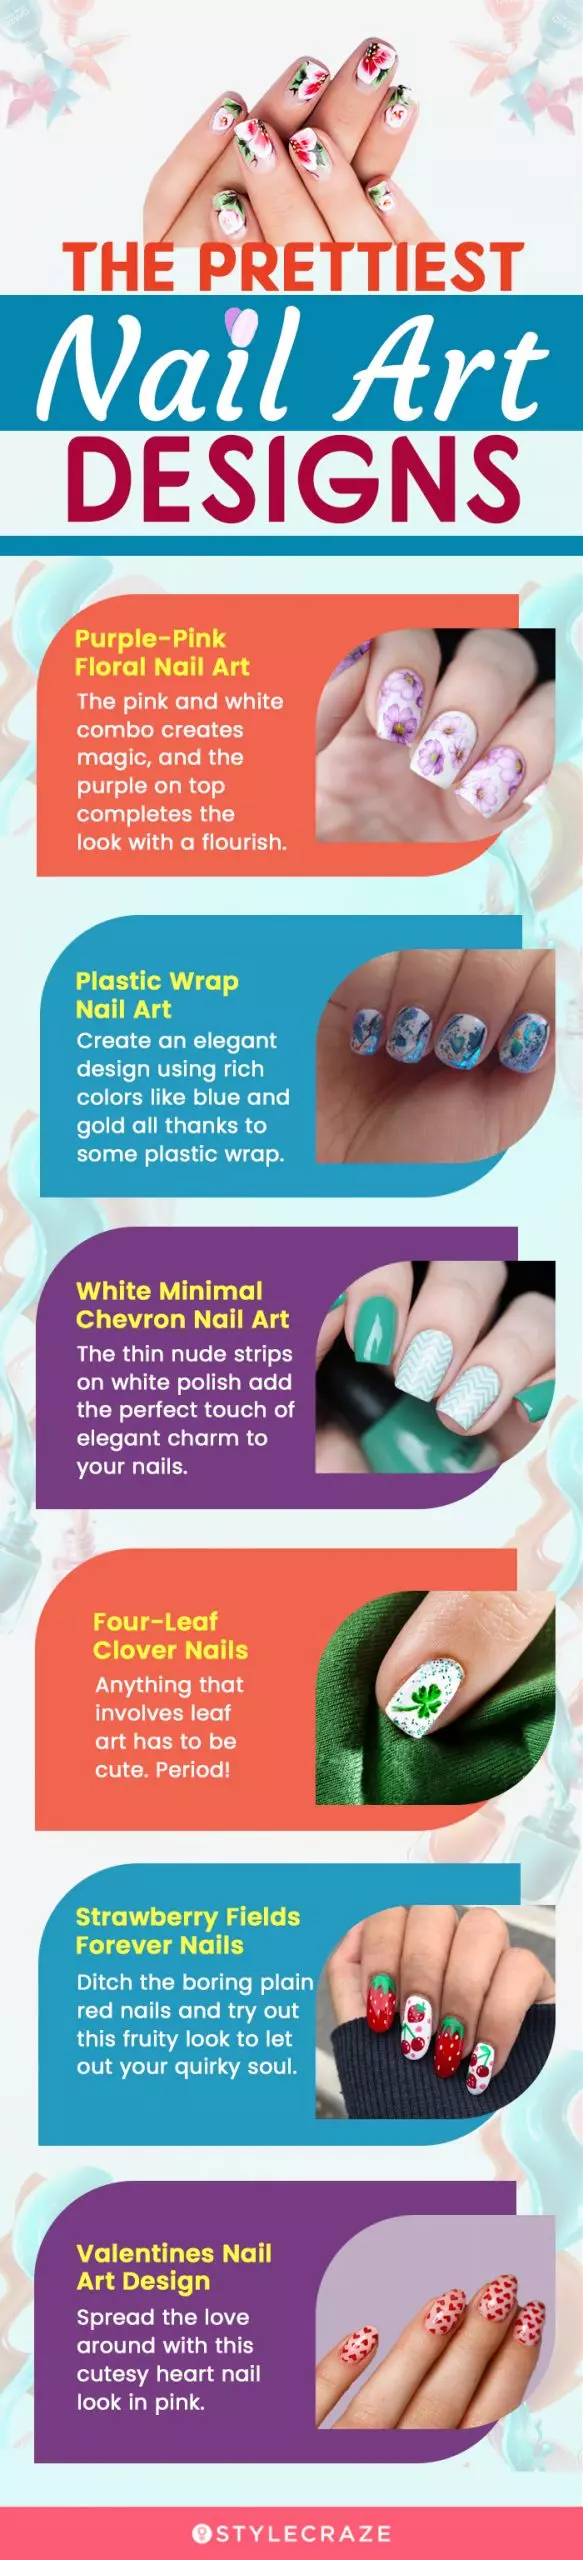 THE PRETTIEST
Nail Art
DESIGNS
Purple-Pink
Floral Nail Art
The pink and white
combo creates
magic, and the
purple on top
completes the
look with a flourish.
Plastic Wrap
Nail Art
Create an elegant
design using rich
colors like blue and
gold all thanks to
some plastic wrap.
White Minimal
Chevron Nail Art
The thin nude strips
on white polish add
the perfect touch of
elegant charm to
your nails.
Four-Leaf
Clover Nails
Anything that
involves leaf
art has to be
cute. Period!
Strawberry Fields
Forever Nails
Ditch the boring plain
red nails and try out
this fruity look to let
out your quirky soul.
Valentines Nail
Art Design
Spread the love
around with this
cutesy heart nail
look in pink.
STYLECRAZE